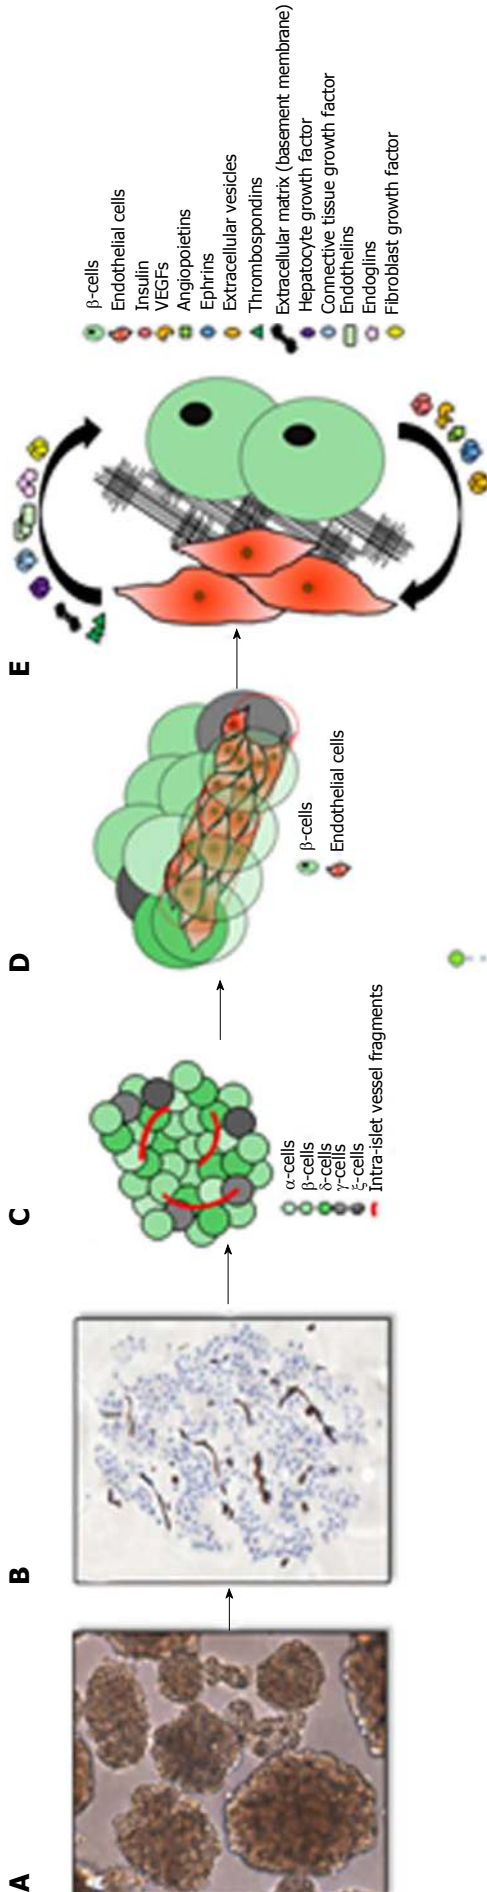 A
B
C
α-cells
β-cells
δ-cells
γ-cells
ξ-cells
Intra-islet vessel fragments
D
β-cells
Endothelial cells
E
β-cells
Endothelial cells
Insulin
VEGFs
Angiopoietins
Ephrins
Extracellular vesicles
Thrombospondins
Extracellular matrix (basement membrane)
Hepatocyte growth factor
Connective tissue growth factor
Endothelins
Endoglins
Fibroblast growth factor